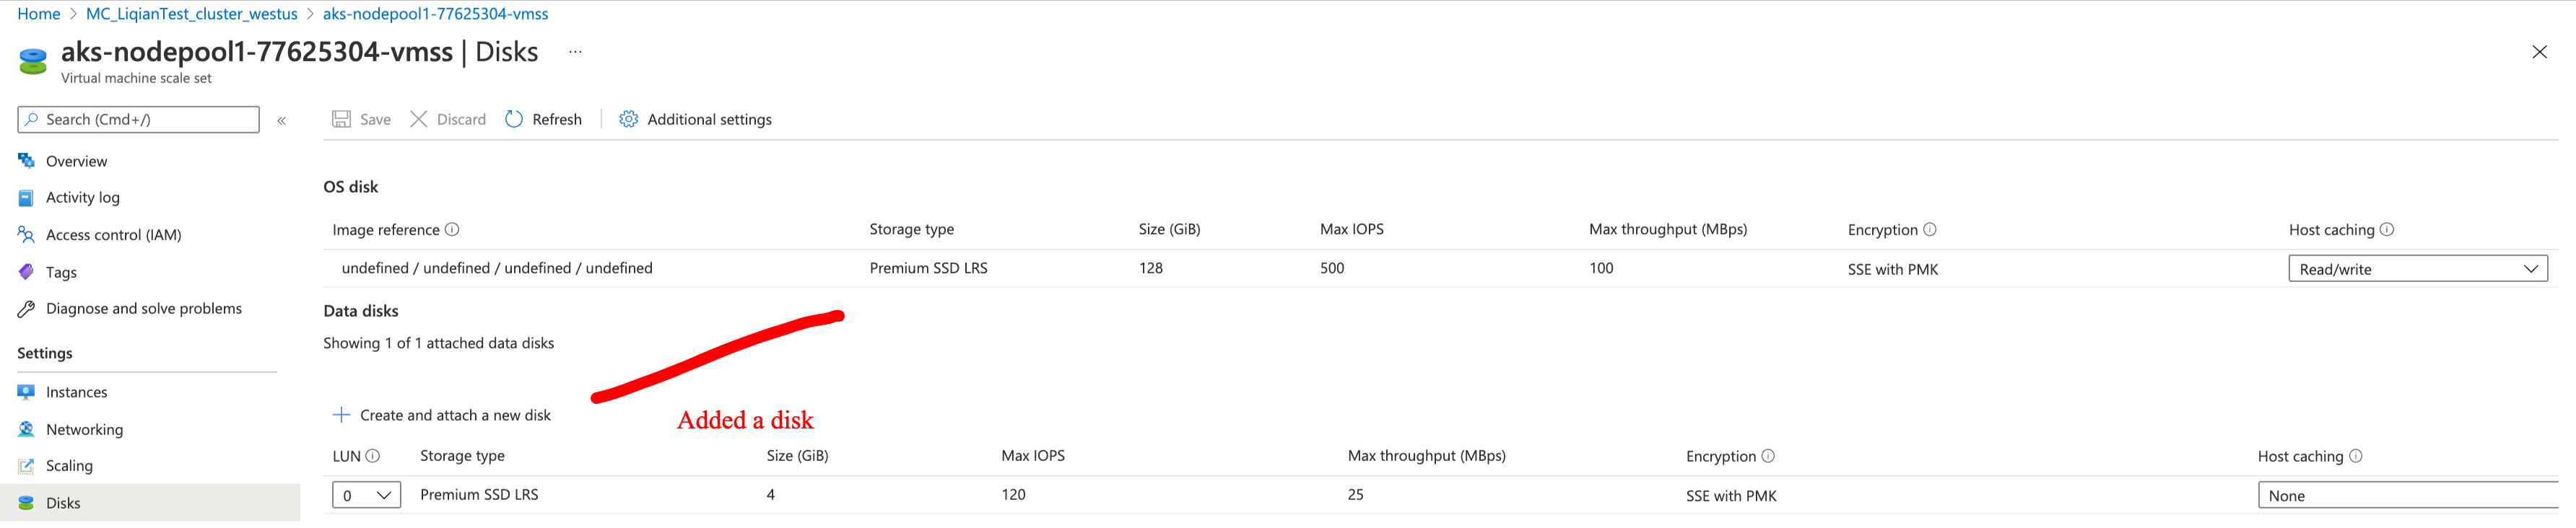 Home > MC_LiqianTest_cluster_westus > aks-nodepool1-77625304-vmss
aks-nodepool1-77625304-vmss | Disks ...
Virtual machine scale set
Search (Cmd+/)
«
Save
Discard
Refresh
Additional settings
Overview
Activity log
Access control (IAM)
Tags
Diagnose and solve problems
Settings
Instances
Networking
Scaling
Disks
OS disk
Image reference Storage type Size (GiB) Max IOPS Max throughput (MBps) Encryption Host caching
undefined / undefined / undefined / undefined Premium SSD LRS 128 500 100 SSE with PMK Read/write
Data disks
Showing 1 of 1 attached data disks
Create and attach a new disk
Added a disk
LUN Storage type Size (GiB) Max IOPS Max throughput (MBps) Encryption Host caching
0 Premium SSD LRS 4 120 25 SSE with PMK None